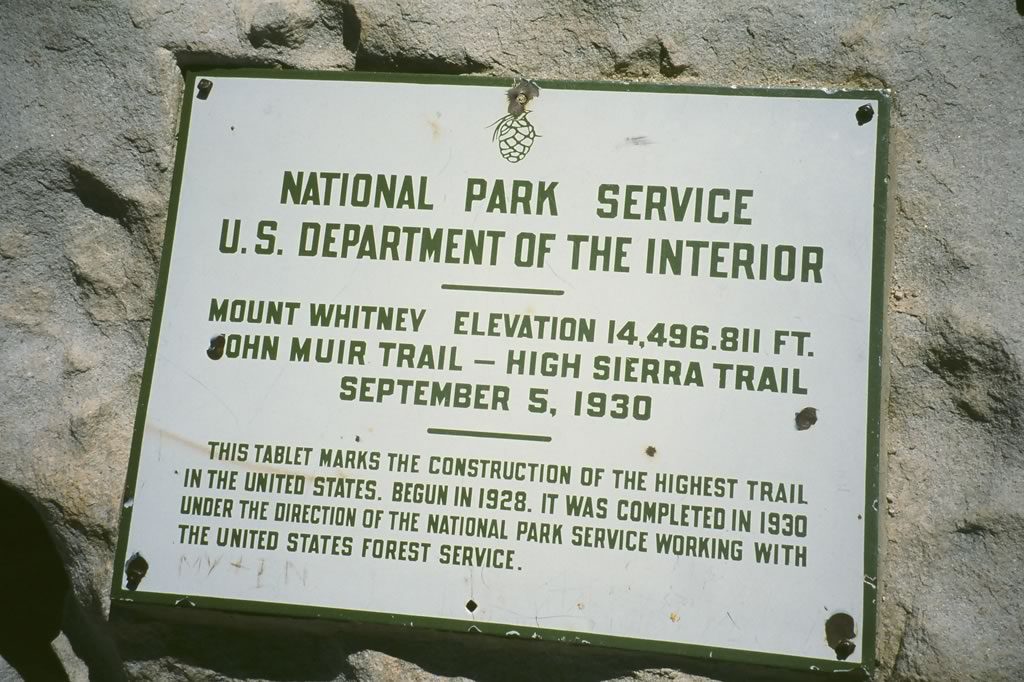 NATIONAL PARK SERVICE
U.S. DEPARTMENT OF THE INTERIOR
MOUNT WHITNEY ELEVATION 14,496.811 FT.
JOHN MUIR TRAIL – HIGH SIERRA TRAIL
SEPTEMBER 5, 1930
THIS TABLET MARKS THE CONSTRUCTION OF THE HIGHEST TRAIL
IN THE UNITED STATES. BEGUN IN 1928. IT WAS COMPLETED IN 1930
UNDER THE DIRECTION OF THE NATIONAL PARK SERVICE WORKING WITH
THE UNITED STATES FOREST SERVICE.